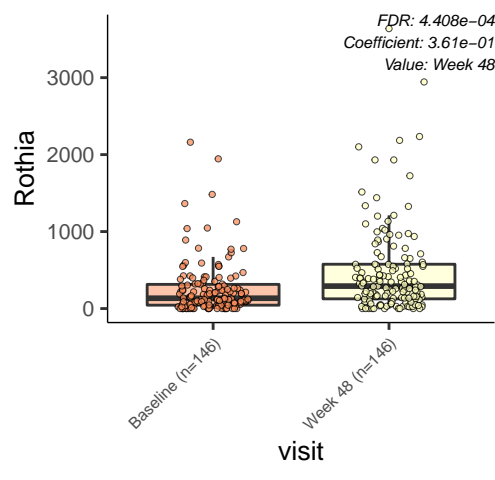 FDR: 4.408e−04
Coefficient: 3.61e−01
Value: Week 48
3000
2000
1000
0
Rothia
Baseline (n=146)
Week 48 (n=146)
visit